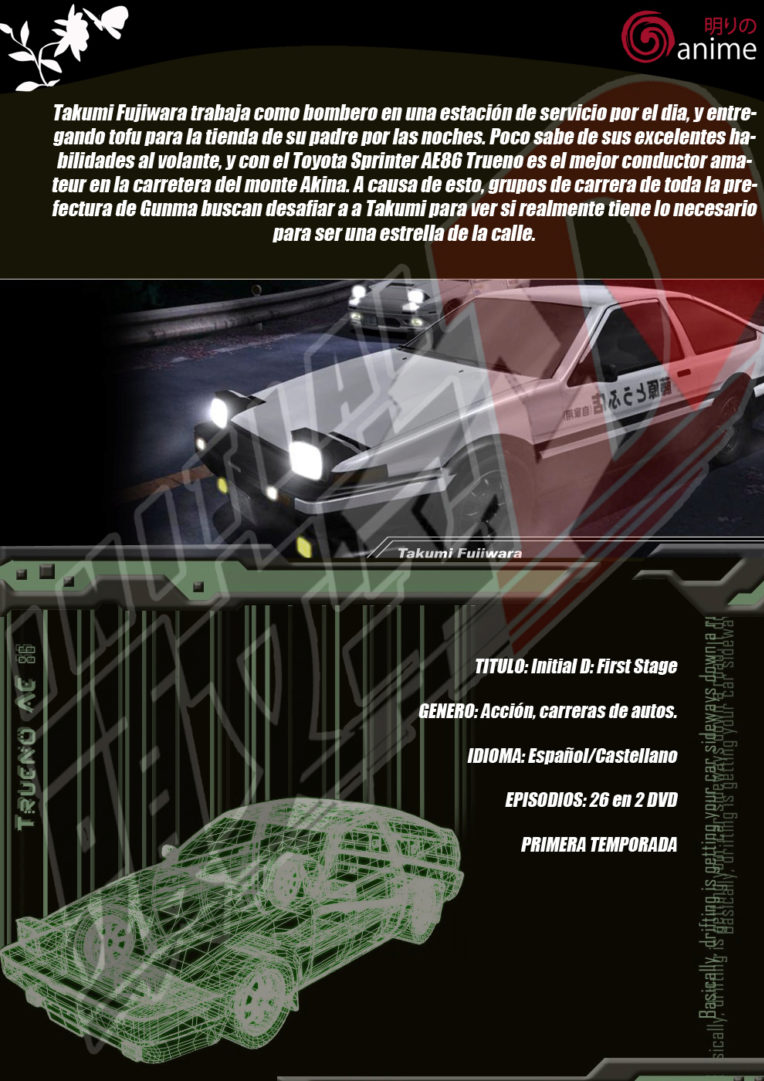 明りの
anime
Takumi Fujiwara trabaja como bombero en una estación de servicio por el dia, y entre-
gando tofu para la tienda de su padre por las noches. Poco sabe de sus excelentes ha-
bilidades al volante, y con el Toyota Sprinter AE86 Trueno es el mejor conductor ama-
teur en la carretera del monte Akina. A causa de esto, grupos de carrera de toda la pre-
fectura de Gunma buscan desafiar a a Takumi para ver si realmente tiene lo necesario
para ser una estrella de la calle.
Takumi Fujiwara
TITULO: Initial D: First Stage
GENERO: Acción, carreras de autos.
IDIOMA: Español/Castellano
EPISODIOS: 26 en 2 DVD
PRIMERA TEMPORADA
TRUENO AE 86
Basically, drifting is getting your car sideways down a
Basically, drifting is getting your car sideways